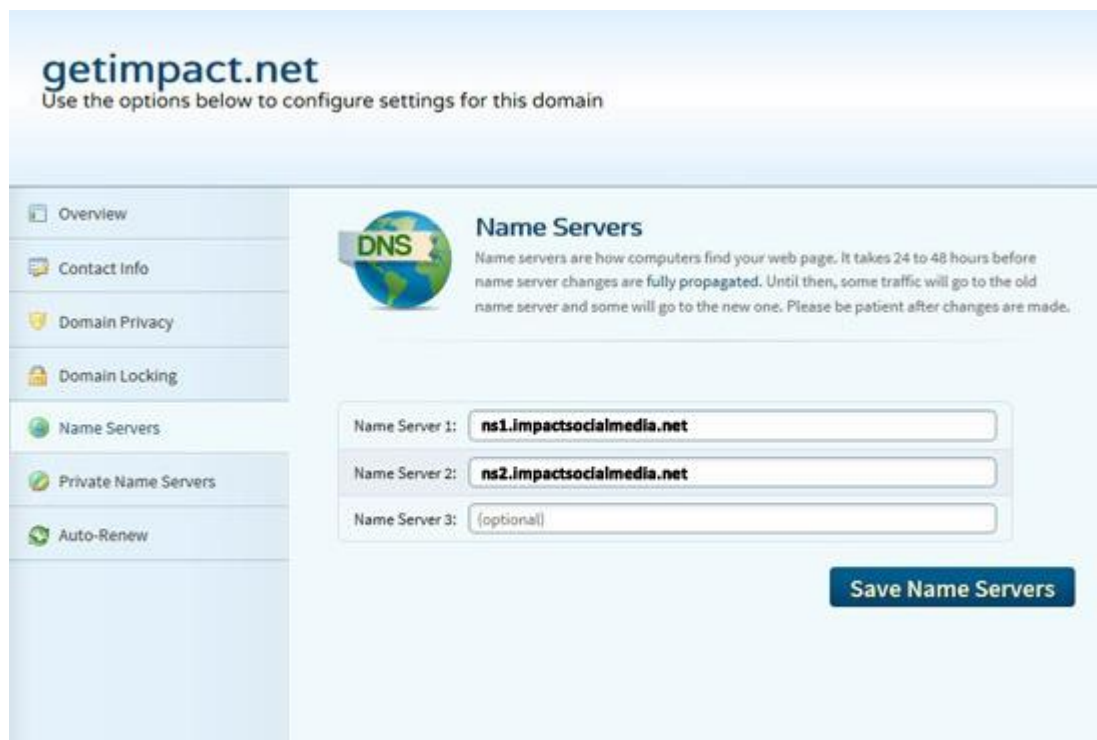 getimpact.net
Use the options below to configure settings for this domain
Overview
Contact Info
Domain Privacy
Domain Locking
Name Servers
Private Name Servers
Auto-Renew
DNS
Name Servers
Name servers are how computers find your web page. It takes 24 to 48 hours before
name server changes are fully propagated. Until then, some traffic will go to the old
name server and some will go to the new one. Please be patient after changes are made.
Name Server 1: ns1.impactsocialmedia.net
Name Server 2: ns2.impactsocialmedia.net
Name Server 3: (optional)
Save Name Servers